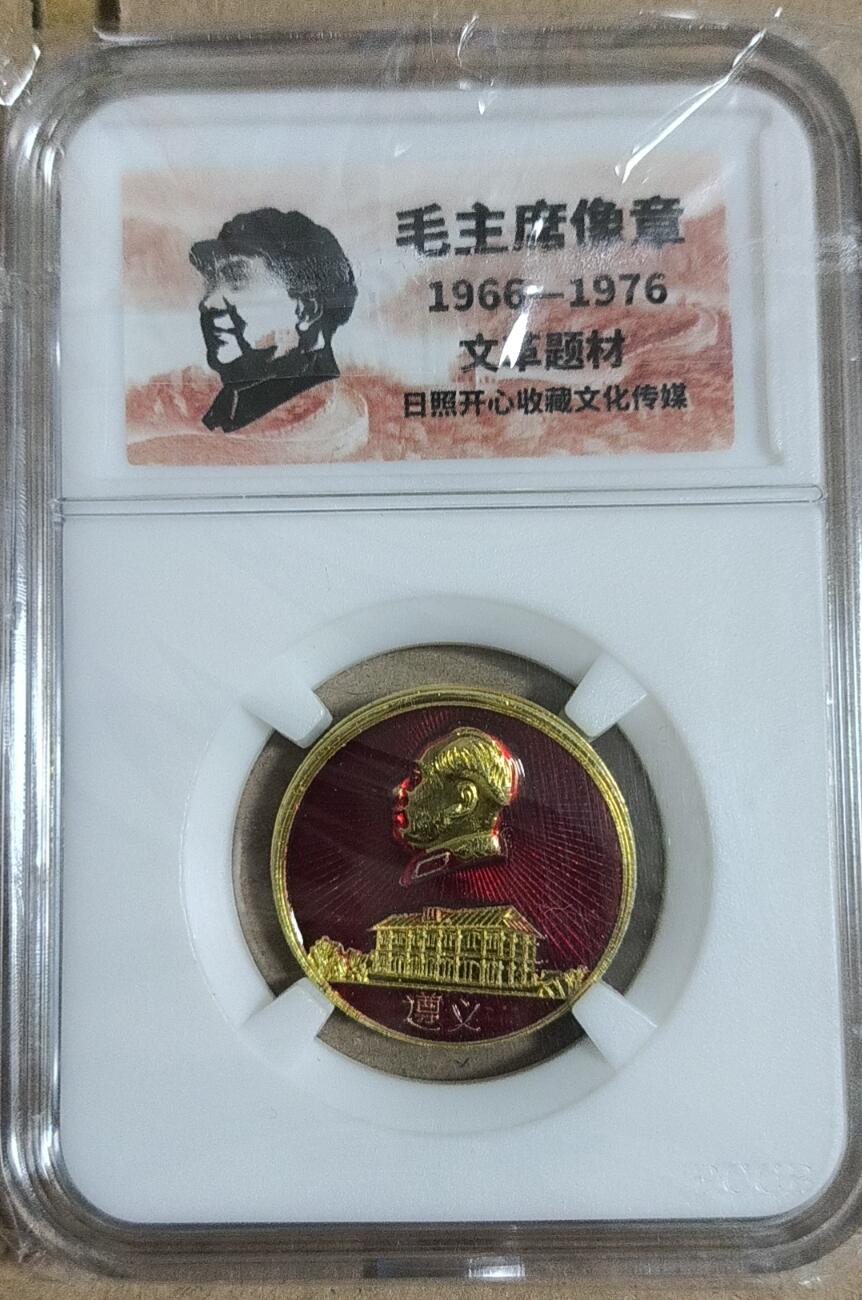 毛主席像章
1966—1976
文革题材
日照开心收藏文化传媒
遵义